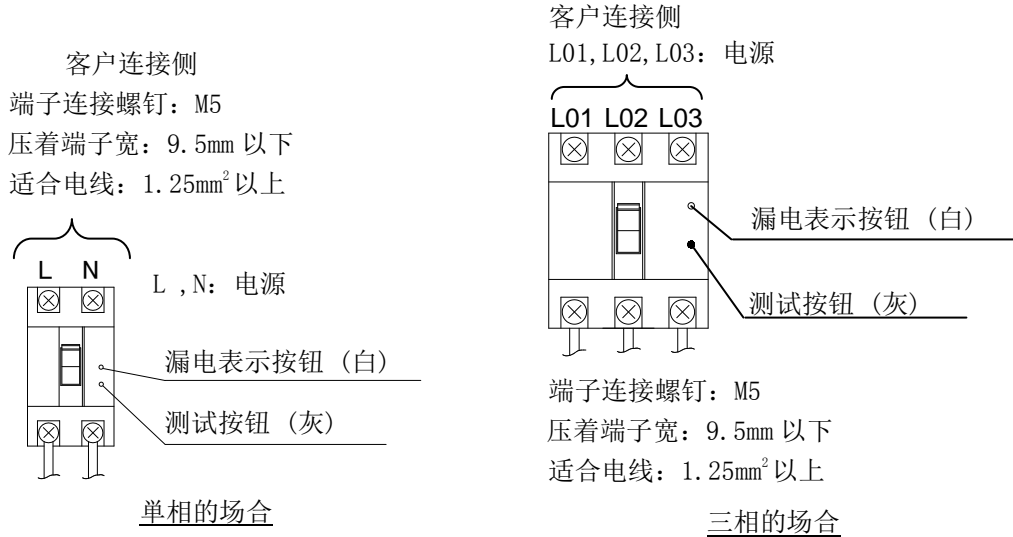 客户连接侧
端子连接螺钉：M5
压着端子宽：9.5mm 以下
适合电线：1.25mm²以上
L N
L ,N：电源
漏电表示按钮 (白)
测试按钮 (灰)
単相的场合
客户连接侧
L01,L02,L03：电源
L01 L02 L03
漏电表示按钮 (白)
测试按钮 (灰)
端子连接螺钉：M5
压着端子宽：9.5mm 以下
适合电线：1.25mm²以上
三相的场合